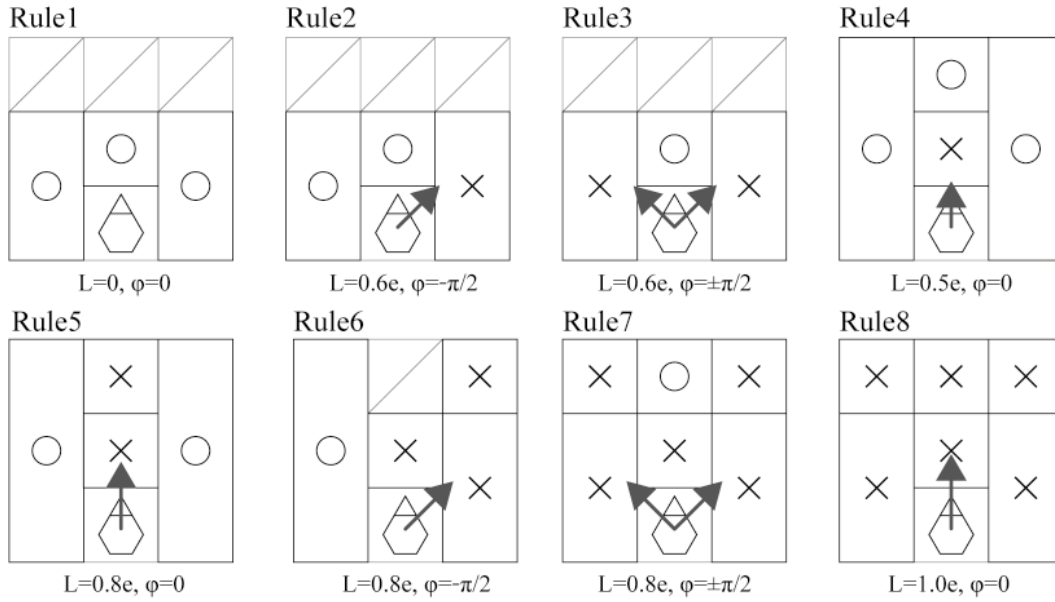 Rule1 Rule2 Rule3 Rule4
L=0, φ=0 L=0.6e, φ=-π/2 L=0.6e, φ=±π/2 L=0.5e, φ=0
Rule5 Rule6 Rule7 Rule8
L=0.8e, φ=0 L=0.8e, φ=-π/2 L=0.8e, φ=±π/2 L=1.0e, φ=0